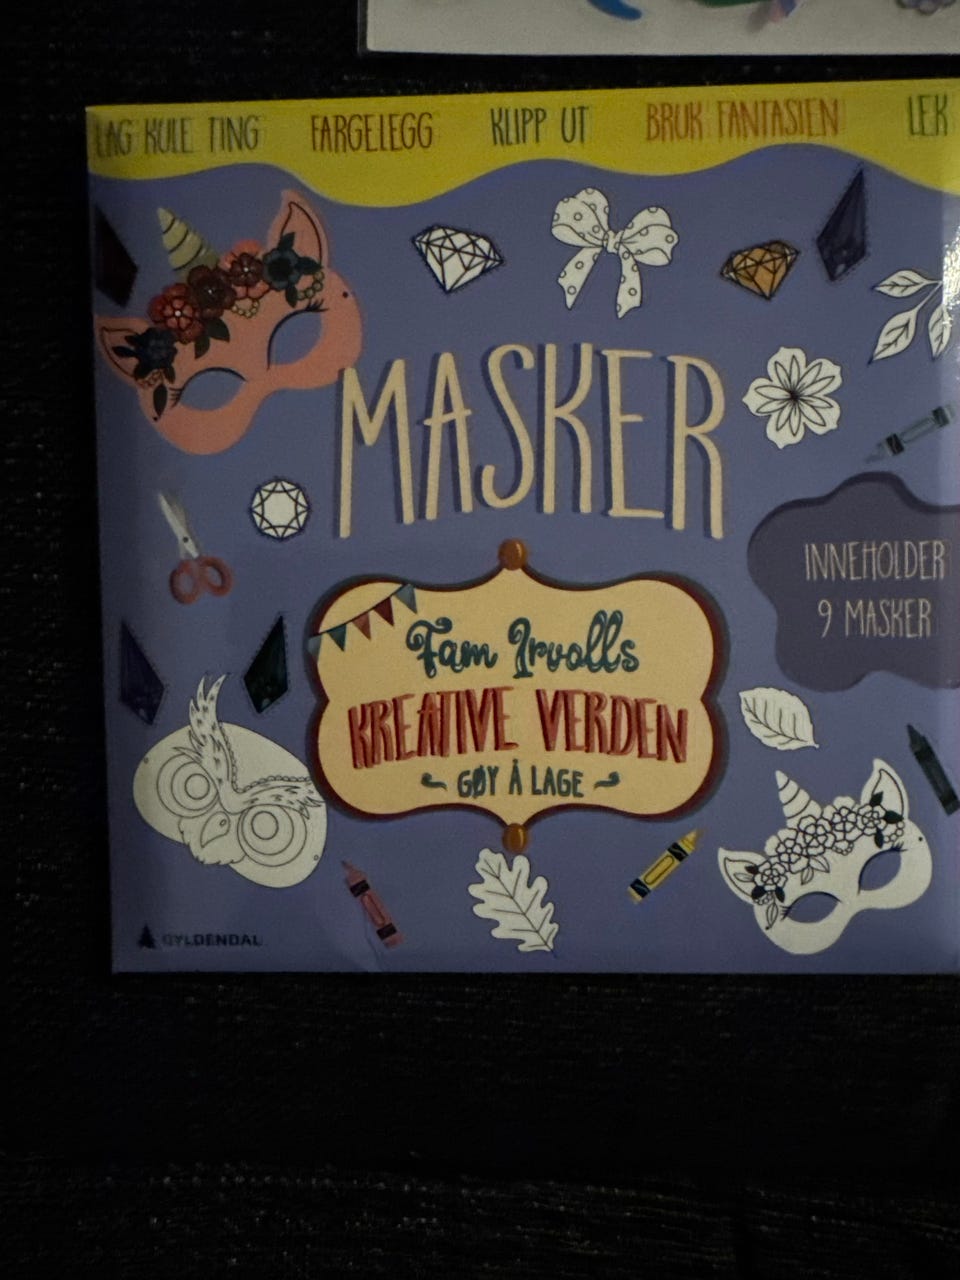 LAG KULE TING FARGELEGG KLIPP UT BRUK FANTASIEN LEK
MASKER
INNEHOLDER
9 MASKER
Fam Irvolls
KREATIVE VERDEN
GØY Å LAGE
GYLDENDAL